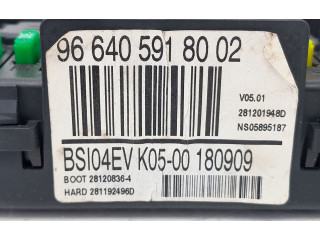 96 640 591 80 02
V05.01
281201948D
NS05895187
BSI04EV K05-00 180909
BOOT 28120836-4
HARD 281192496D